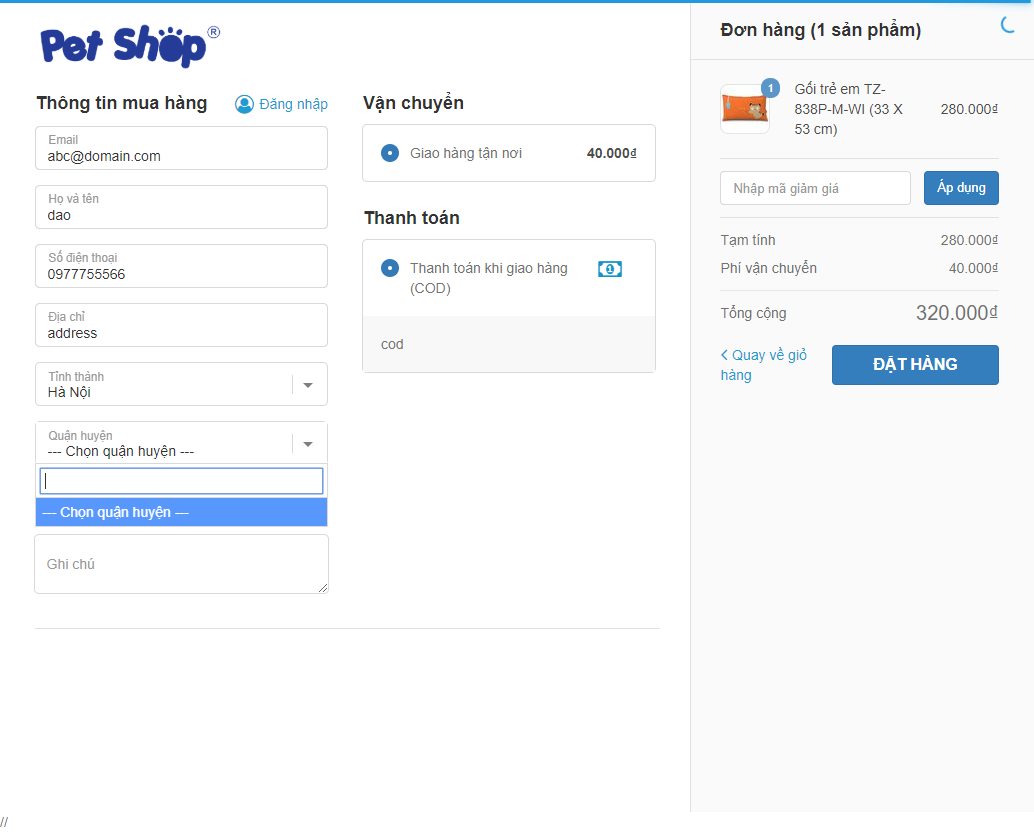 Pet Shop®
Thông tin mua hàng
Đăng nhập
Email
abc@domain.com
Họ và tên
dao
Số điện thoại
0977755566
Địa chỉ
address
Tỉnh thành
Hà Nội
Quận huyện
--- Chọn quận huyện ---
--- Chọn quận huyện ---
Ghi chú
Vận chuyển
Giao hàng tận nơi 40.000₫
Thanh toán
Thanh toán khi giao hàng
(COD)
1
cod
Đơn hàng (1 sản phẩm)
1
Gối trẻ em TZ-
838P-M-WI (33 X
53 cm)
280.000₫
Nhập mã giảm giá
Áp dụng
Tạm tính 280.000₫
Phí vận chuyển 40.000₫
Tổng cộng 320.000₫
Quay về giỏ
hàng
ĐẶT HÀNG
//